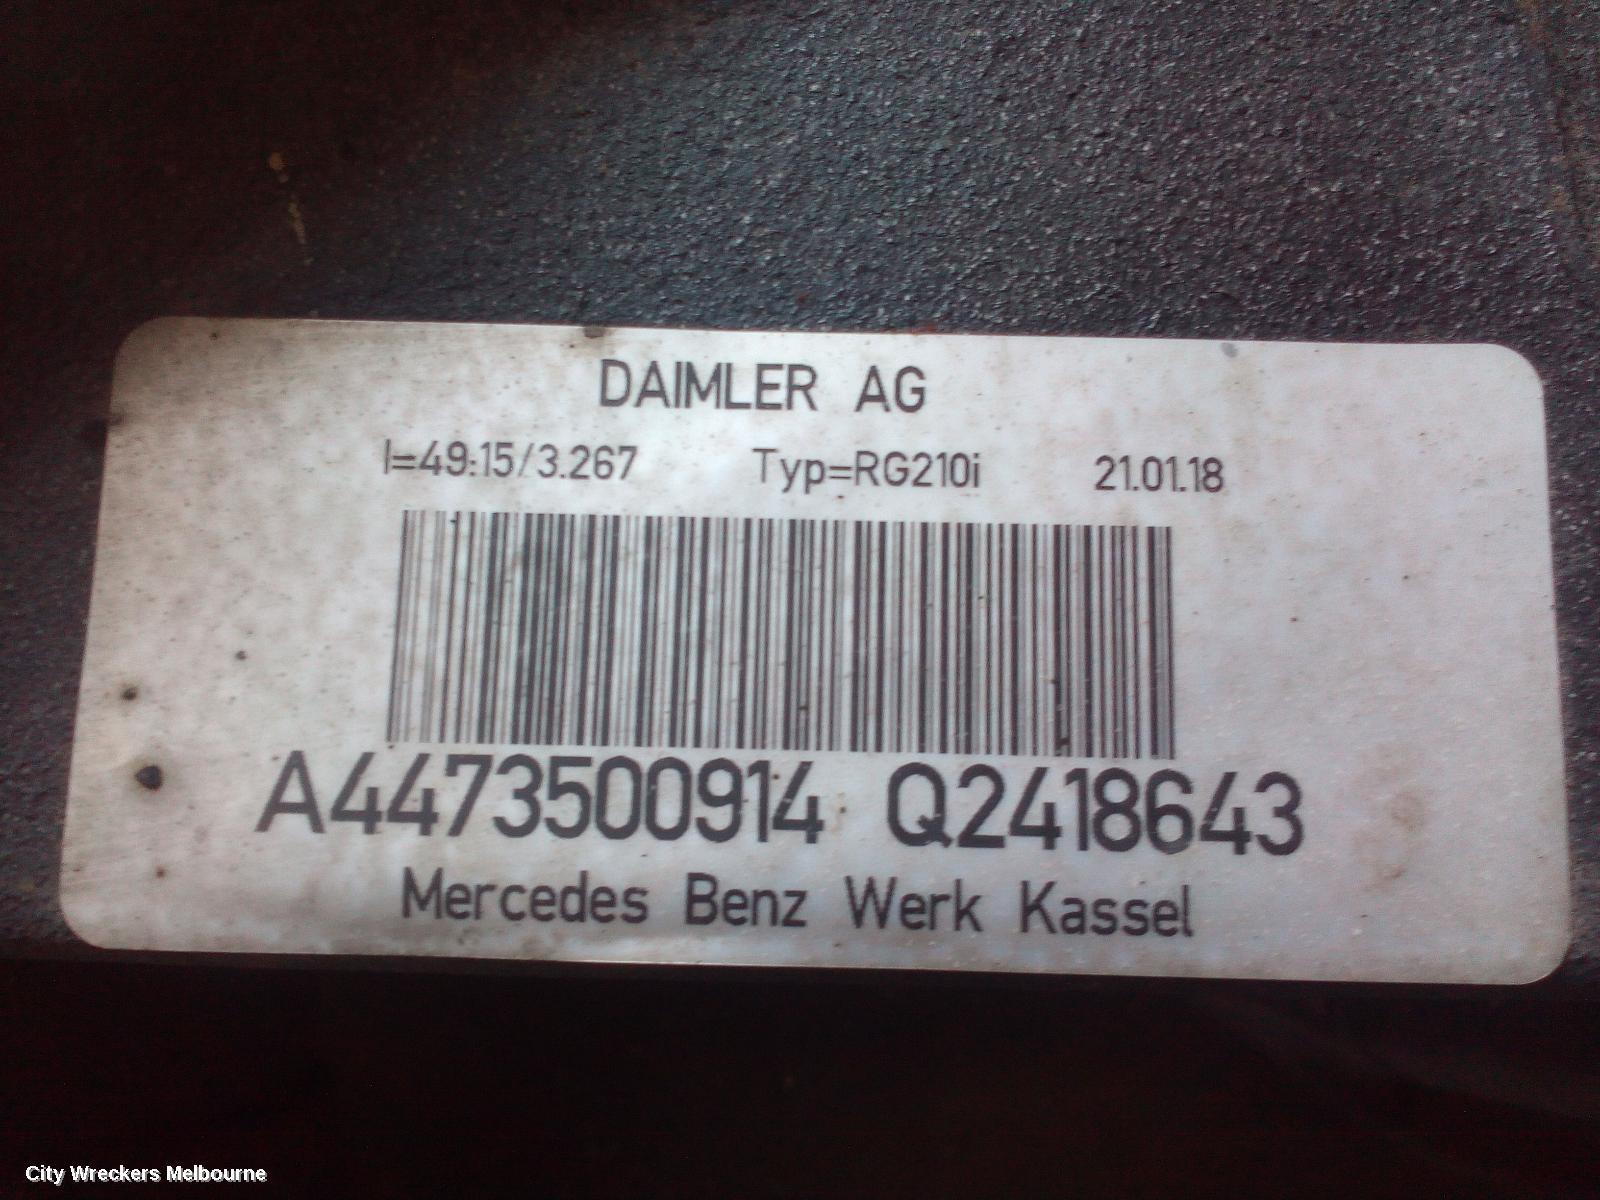 DAIMLER AG
I=49:15/3.267 Typ=RG210i 21.01.18
A4473500914 Q2418643
Mercedes Benz Werk Kassel
City Wreckers Melbourne